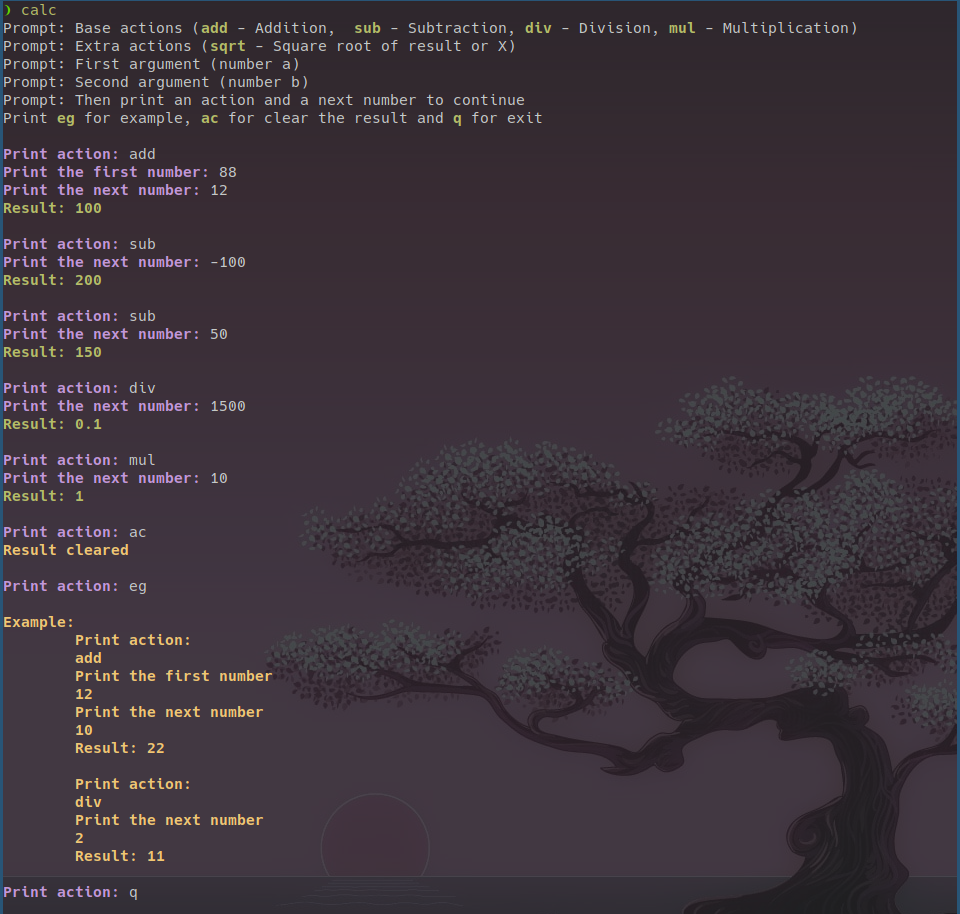 ) calc
Prompt: Base actions (add - Addition,  sub - Subtraction, div - Division, mul - Multiplication)
Prompt: Extra actions (sqrt - Square root of result or X)
Prompt: First argument (number a)
Prompt: Second argument (number b)
Prompt: Then print an action and a next number to continue
Print eg for example, ac for clear the result and q for exit
Print action: add
Print the first number: 88
Print the next number: 12
Result: 100
Print action: sub
Print the next number: -100
Result: 200
Print action: sub
Print the next number: 50
Result: 150
Print action: div
Print the next number: 1500
Result: 0.1
Print action: mul
Print the next number: 10
Result: 1
Print action: ac
Result cleared
Print action: eg
Example:
Print action:
add
Print the first number
12
Print the next number
10
Result: 22
Print action:
div
Print the next number
2
Result: 11
Print action: q